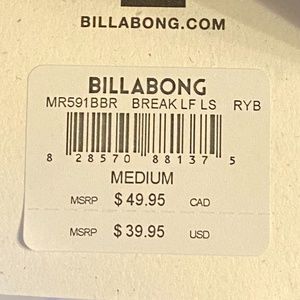 BILLABONG.COM
BILLABONG
MR591BBR BREAK LF LS RYB
8 28570 88137 5
MEDIUM
MSRP $ 49.95 CAD
MSRP $ 39.95 USD